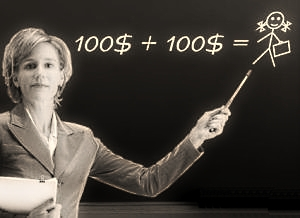 100$ + 100$ =